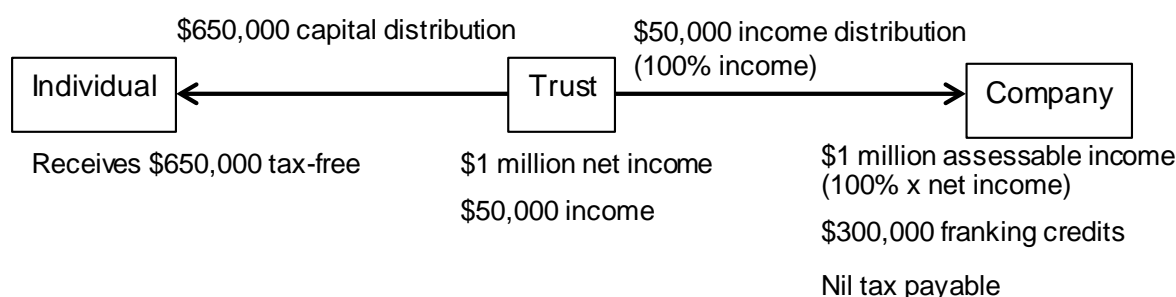 $650,000 capital distribution
$50,000 income distribution
(100% income)
Individual
Trust
Company
Receives $650,000 tax-free
$1 million net income
$50,000 income
$1 million assessable income
(100% x net income)
$300,000 franking credits
Nil tax payable